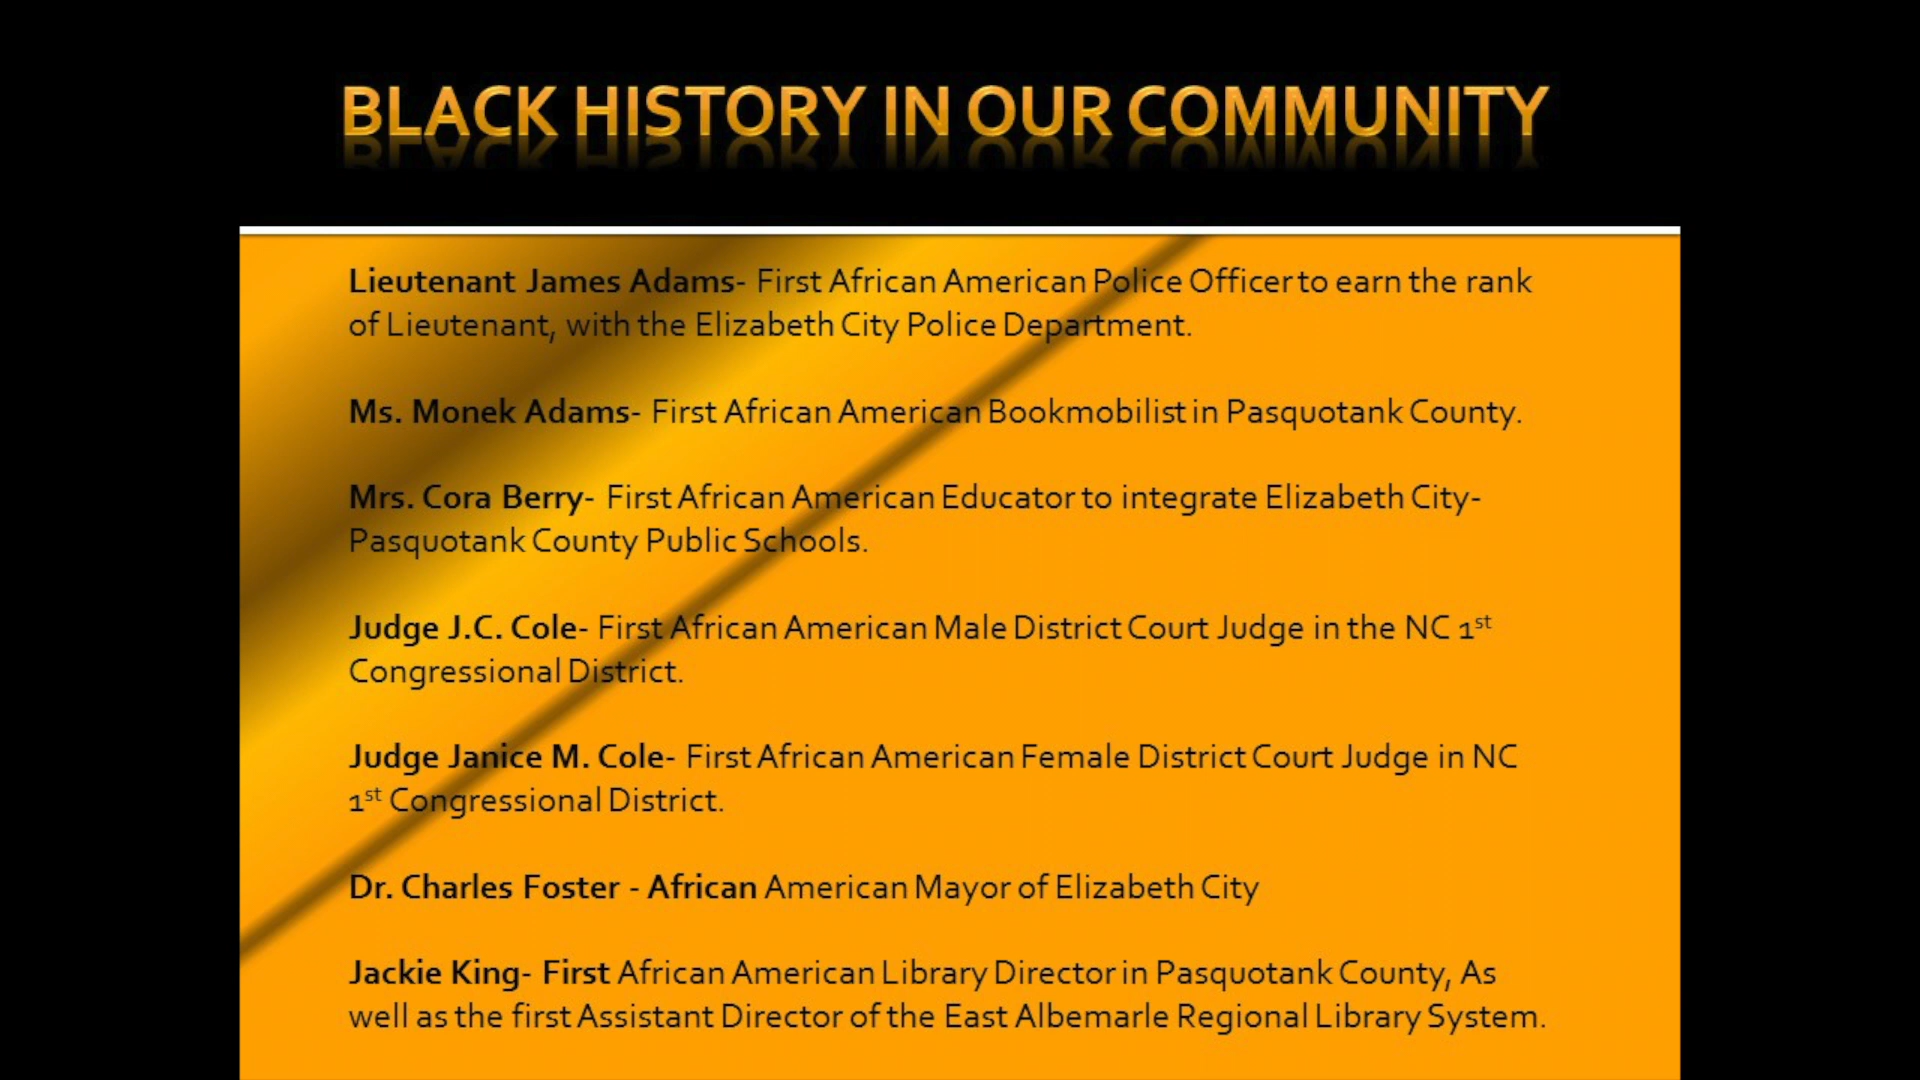 BLACK HISTORY IN OUR COMMUNITY
Lieutenant James Adams- First African American Police Officer to earn the rank
of Lieutenant, with the Elizabeth City Police Department.
Ms. Monek Adams- First African American Bookmobilist in Pasquotank County.
Mrs. Cora Berry- First African American Educator to integrate Elizabeth City-
Pasquotank County Public Schools.
Judge J.C. Cole- First African American Male District Court Judge in the NC 1st
Congressional District.
Judge Janice M. Cole- First African American Female District Court Judge in NC
1st Congressional District.
Dr. Charles Foster - African American Mayor of Elizabeth City
Jackie King- First African American Library Director in Pasquotank County, As
well as the first Assistant Director of the East Albemarle Regional Library System.